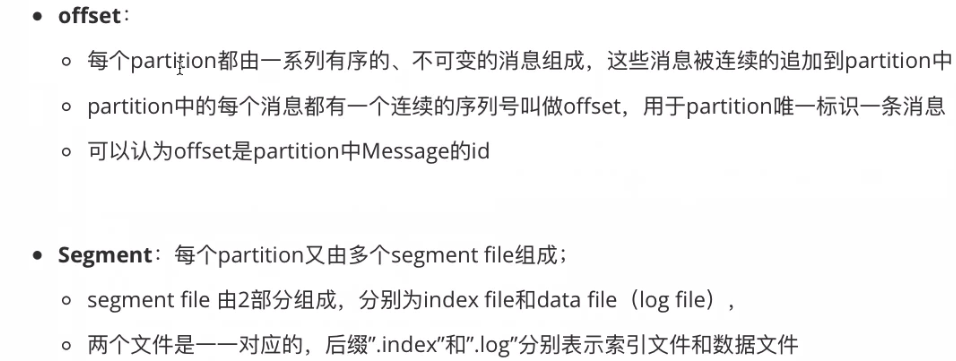 offset：
每个partition都由一系列有序的、不可变的消息组成，这些消息被连续的追加到partition中
partition中的每个消息都有一个连续的序列号叫做offset，用于partition唯一标识一条消息
可以认为offset是partition中Message的id
Segment：每个partition又由多个segment file组成；
segment file 由2部分组成，分别为index file和data file（log file），
两个文件是一一对应的，后缀”.index”和”.log”分别表示索引文件和数据文件